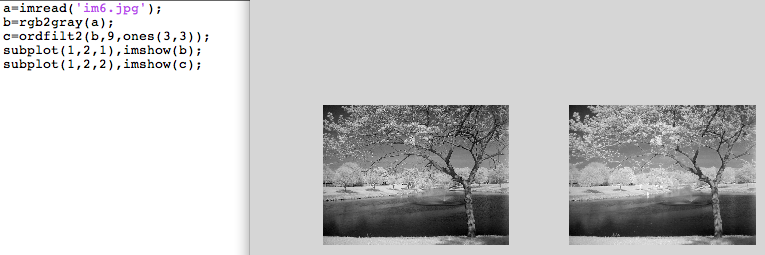 a=imread('im6.jpg');
b=rgb2gray(a);
c=ordfilt2(b,9,ones(3,3));
subplot(1,2,1),imshow(b);
subplot(1,2,2),imshow(c);